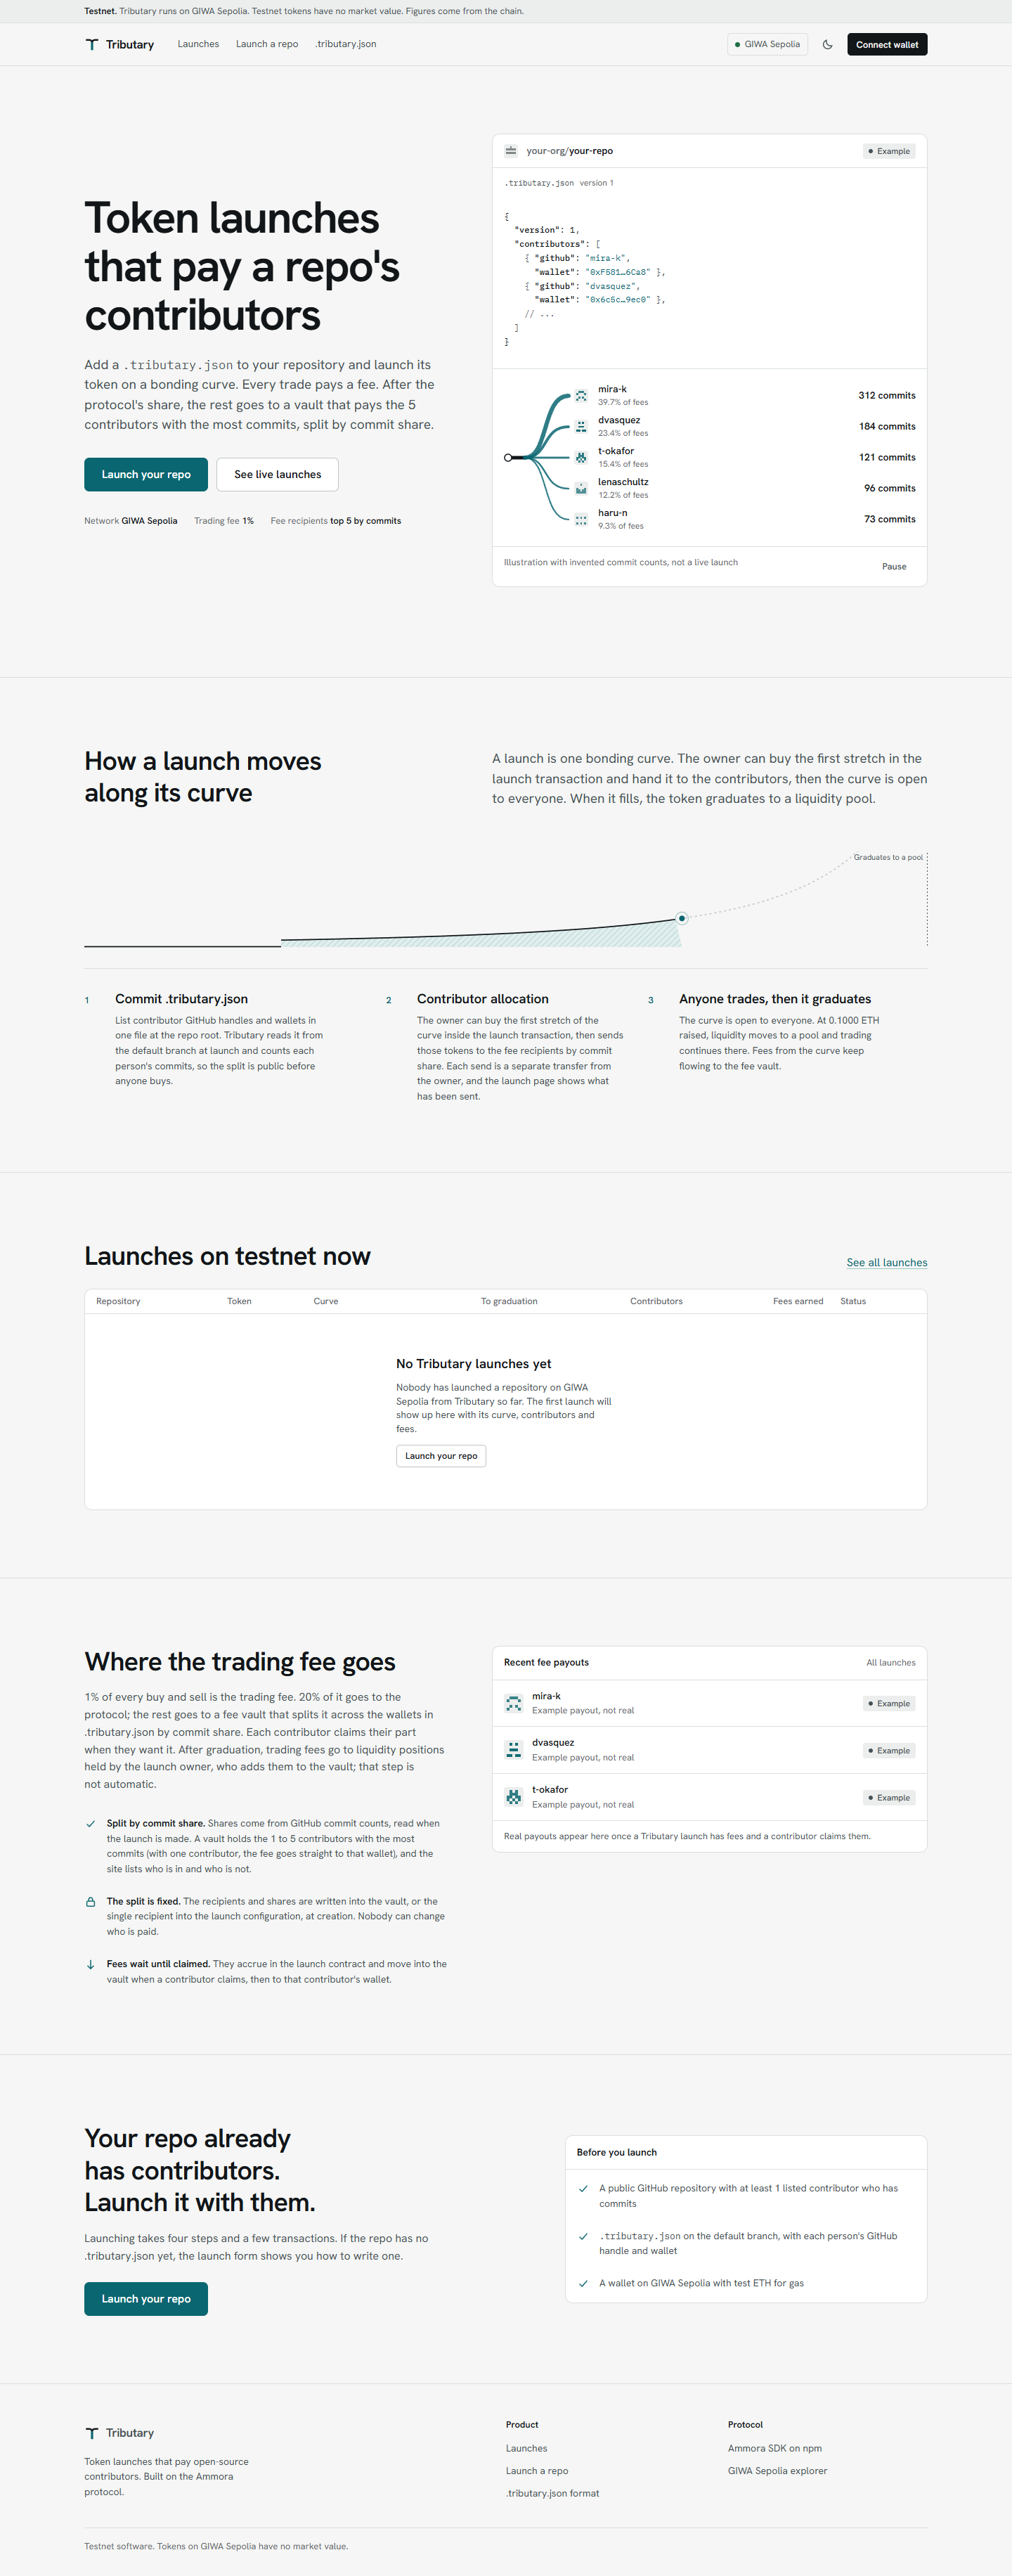 Testnet. Tributary runs on GIWA Sepolia. Testnet tokens have no market value. Figures come from the chain.
Tributary
Launches
Launch a repo
.tributary.json
GIWA Sepolia
Connect wallet
Token launches
that pay a repo's
contributors
Add a .tributary.json to your repository and launch its
token on a bonding curve. Every trade pays a fee. After the
protocol's share, the rest goes to a vault that pays the 5
contributors with the most commits, split by commit share.
Launch your repo
See live launches
Network GIWA Sepolia
Trading fee 1%
Fee recipients top 5 by commits
your-org/your-repo
Example
.tributary.json version 1
{
"version": 1,
"contributors": [
{ "github": "mira-k",
"wallet": "0xF581…6Ca8" },
{ "github": "dvasquez",
"wallet": "0x6c5c…9ec0" },
// ...
]
}
mira-k
39.7% of fees
312 commits
dvasquez
23.4% of fees
184 commits
t-okafor
15.4% of fees
121 commits
lenaschultz
12.2% of fees
96 commits
haru-n
9.3% of fees
73 commits
Illustration with invented commit counts, not a live launch
Pause
How a launch moves
along its curve
A launch is one bonding curve. The owner can buy the first stretch in the
launch transaction and hand it to the contributors, then the curve is open
to everyone. When it fills, the token graduates to a liquidity pool.
Graduates to a pool
1
Commit .tributary.json
List contributor GitHub handles and wallets in
one file at the repo root. Tributary reads it from
the default branch at launch and counts each
person's commits, so the split is public before
anyone buys.
2
Contributor allocation
The owner can buy the first stretch of the
curve inside the launch transaction, then sends
those tokens to the fee recipients by commit
share. Each send is a separate transfer from
the owner, and the launch page shows what
has been sent.
3
Anyone trades, then it graduates
The curve is open to everyone. At 0.1000 ETH
raised, liquidity moves to a pool and trading
continues there. Fees from the curve keep
flowing to the fee vault.
Launches on testnet now
See all launches
Repository
Token
Curve
To graduation
Contributors
Fees earned
Status
No Tributary launches yet
Nobody has launched a repository on GIWA
Sepolia from Tributary so far. The first launch will
show up here with its curve, contributors and
fees.
Launch your repo
Where the trading fee goes
1% of every buy and sell is the trading fee. 20% of it goes to the
protocol; the rest goes to a fee vault that splits it across the wallets in
.tributary.json by commit share. Each contributor claims their part
when they want it. After graduation, trading fees go to liquidity positions
held by the launch owner, who adds them to the vault; that step is
not automatic.
Split by commit share. Shares come from GitHub commit counts, read when
the launch is made. A vault holds the 1 to 5 contributors with the most
commits (with one contributor, the fee goes straight to that wallet), and the
site lists who is in and who is not.
The split is fixed. The recipients and shares are written into the vault, or the
single recipient into the launch configuration, at creation. Nobody can change
who is paid.
Fees wait until claimed. They accrue in the launch contract and move into the
vault when a contributor claims, then to that contributor's wallet.
Recent fee payouts
All launches
mira-k
Example payout, not real
Example
dvasquez
Example payout, not real
Example
t-okafor
Example payout, not real
Example
Real payouts appear here once a Tributary launch has fees and a contributor claims them.
Your repo already
has contributors.
Launch it with them.
Launching takes four steps and a few transactions. If the repo has no
.tributary.json yet, the launch form shows you how to write one.
Launch your repo
Before you launch
A public GitHub repository with at least 1 listed contributor who has
commits
.tributary.json on the default branch, with each person's GitHub
handle and wallet
A wallet on GIWA Sepolia with test ETH for gas
Tributary
Token launches that pay open-source
contributors. Built on the Ammora
protocol.
Product
Launches
Launch a repo
.tributary.json format
Protocol
Ammora SDK on npm
GIWA Sepolia explorer
Testnet software. Tokens on GIWA Sepolia have no market value.